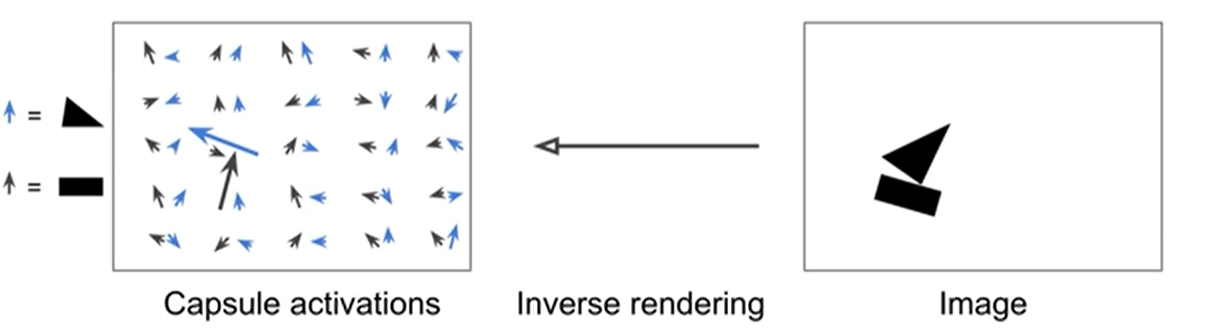 =
=
Capsule activations
Inverse rendering
Image